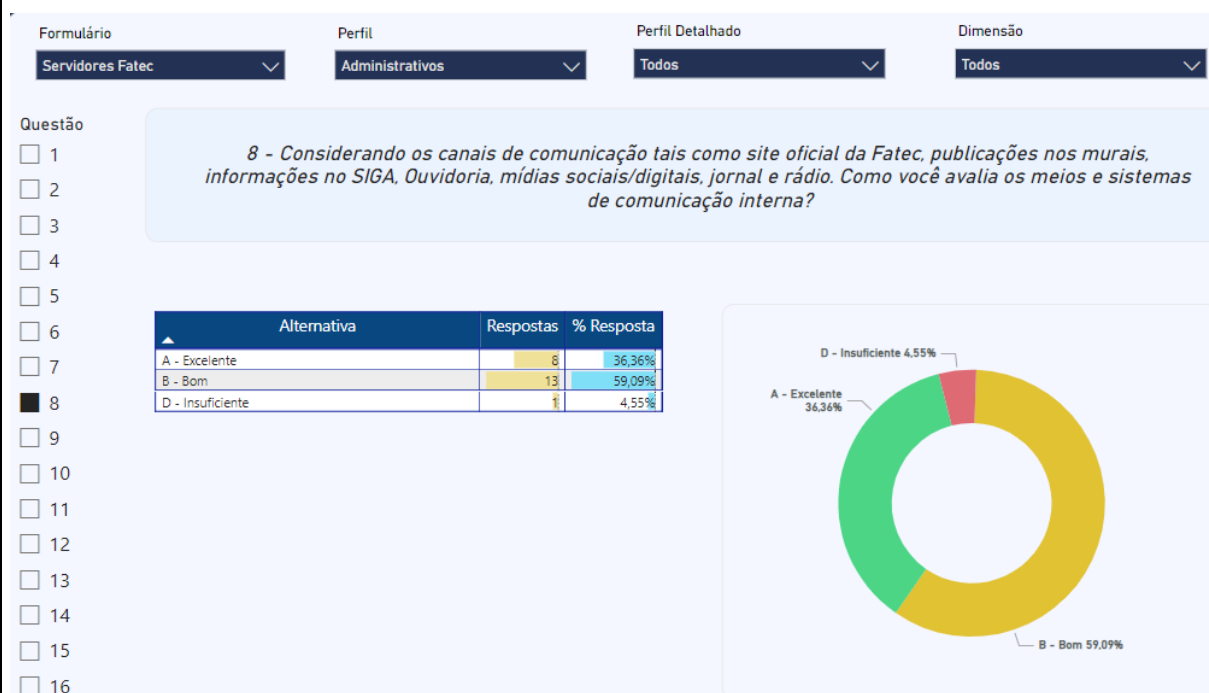 Formulário
Perfil
Perfil Detalhado
Dimensão
Servidores Fatec
Administrativos
Todos
Todos
Questão
1
2
3
4
5
6
7
8
9
10
11
12
13
14
15
16
8 - Considerando os canais de comunicação tais como site oficial da Fatec, publicações nos murais,
informações no SIGA, Ouvidoria, mídias sociais/digitais, jornal e rádio. Como você avalia os meios e sistemas
de comunicação interna?
Alternativa Respostas % Resposta
A - Excelente 8 36,36%
B - Bom 13 59,09%
D - Insuficiente 1 4,55%
D - Insuficiente 4,55%
A - Excelente
36,36%
B - Bom 59,09%